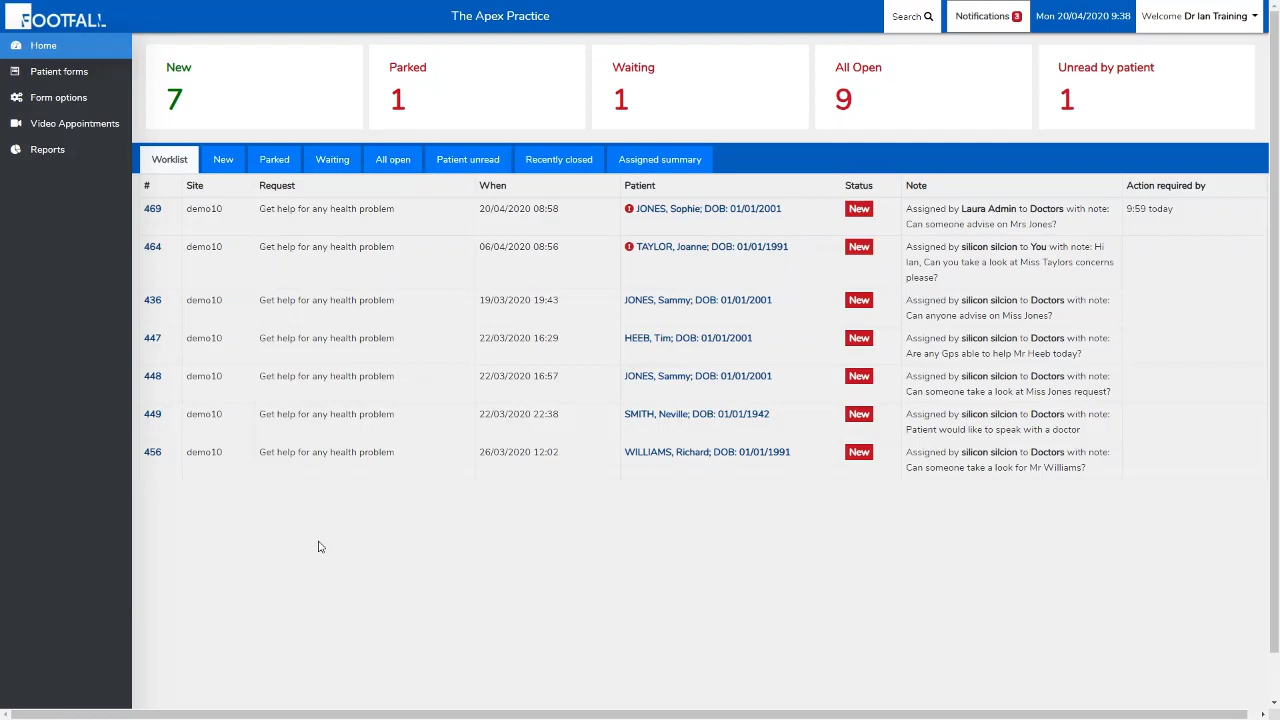 FOOTFALL
The Apex Practice
Search
Notifications 3
Mon 20/04/2020 9:38
Welcome Dr Ian Training
Home
Patient forms
Form options
Video Appointments
Reports
New
7
Parked
1
Waiting
1
All Open
9
Unread by patient
1
Worklist New Parked Waiting All open Patient unread Recently closed Assigned summary
# Site Request When Patient Status Note Action required by
469 demo10 Get help for any health problem 20/04/2020 08:58 JONES, Sophie; DOB: 01/01/2001 New Assigned by Laura Admin to Doctors with note: 9:59 today
Can someone advise on Mrs Jones?
464 demo10 Get help for any health problem 06/04/2020 08:56 TAYLOR, Joanne; DOB: 01/01/1991 New Assigned by silicon silcion to You with note: Hi
Ian, Can you take a look at Miss Taylors concerns
please?
436 demo10 Get help for any health problem 19/03/2020 19:43 JONES, Sammy; DOB: 01/01/2001 New Assigned by silicon silcion to Doctors with note:
Can anyone advise on Miss Jones?
447 demo10 Get help for any health problem 22/03/2020 16:29 HEEB, Tim; DOB: 01/01/2001 New Assigned by silicon silcion to Doctors with note:
Are any Gps able to help Mr Heeb today?
448 demo10 Get help for any health problem 22/03/2020 16:57 JONES, Sammy; DOB: 01/01/2001 New Assigned by silicon silcion to Doctors with note:
Can someone take a look at Miss Jones request?
449 demo10 Get help for any health problem 22/03/2020 22:38 SMITH, Neville; DOB: 01/01/1942 New Assigned by silicon silcion to Doctors with note:
Patient would like to speak with a doctor
456 demo10 Get help for any health problem 26/03/2020 12:02 WILLIAMS, Richard; DOB: 01/01/1991 New Assigned by silicon silcion to Doctors with note:
Can someone take a look for Mr Williams?